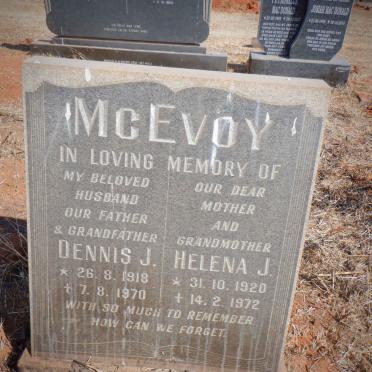 McEVOY
IN LOVING MEMORY OF
MY BELOVED
HUSBAND
OUR FATHER
& GRANDFATHER
DENNIS J.
★ 26. 8. 1918
† 7. 8. 1970
OUR DEAR
MOTHER
AND
GRANDMOTHER
HELENA J.
★ 31. 10. 1920
† 14. 2. 1972
WITH SO MUCH TO REMEMBER
HOW CAN WE FORGET.